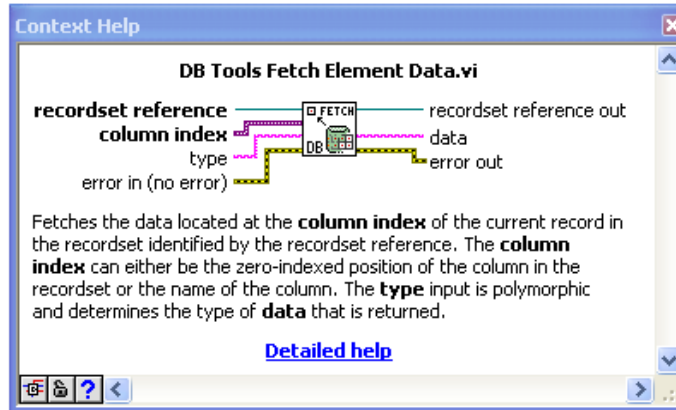 Context Help
DB Tools Fetch Element Data.vi
recordset reference
column index
type
error in (no error)
FETCH
DB
recordset reference out
data
error out
Fetches the data located at the column index of the current record in
the recordset identified by the recordset reference. The column
index can either be the zero-indexed position of the column in the
recordset or the name of the column. The type input is polymorphic
and determines the type of data that is returned.
Detailed help
?